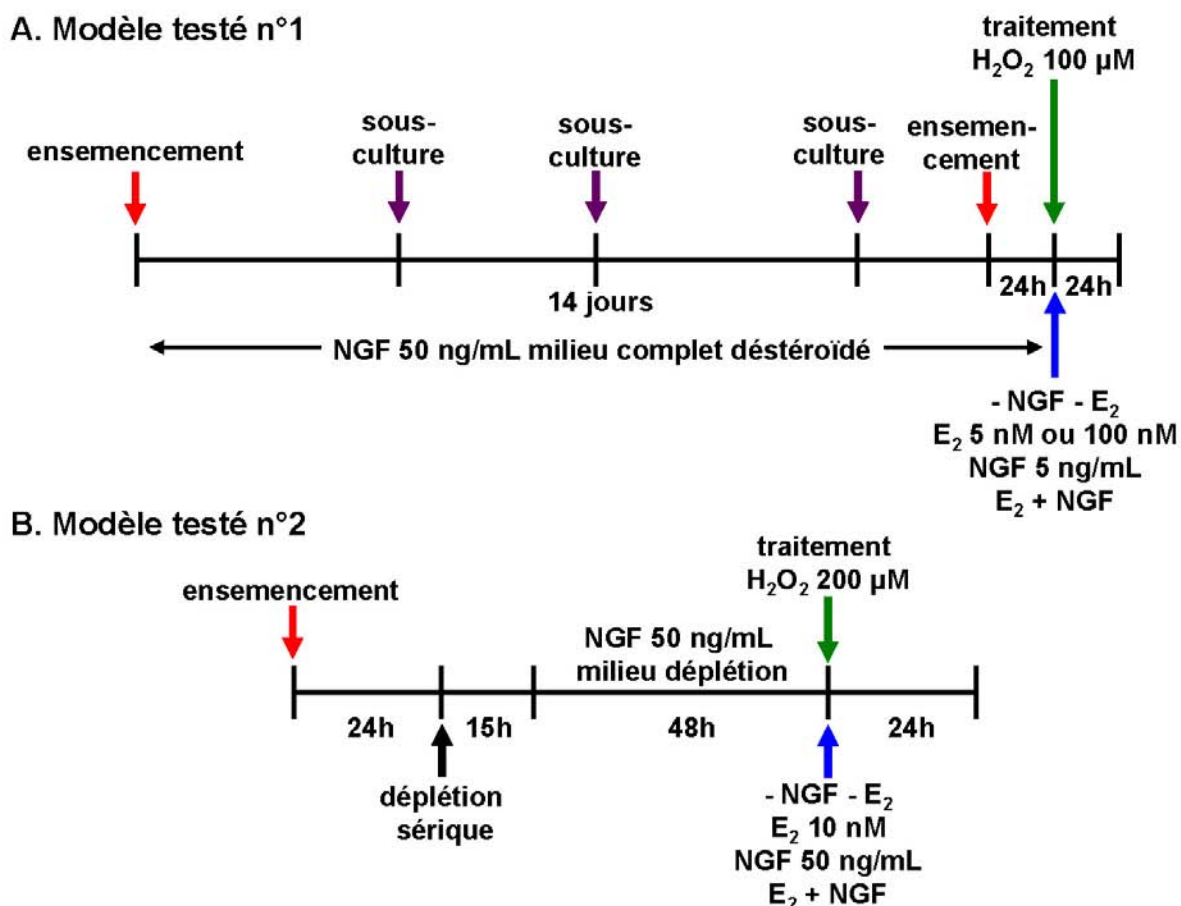 A. Modèle testé n°1
traitement
H₂O₂ 100 µM
ensemencement
sous-
culture
sous-
culture
sous-
culture
ensemen-
cement
14 jours
24h
24h
NGF 50 ng/mL milieu complet déstéroïdé
- NGF - E₂
E₂ 5 nM ou 100 nM
NGF 5 ng/mL
E₂ + NGF
B. Modèle testé n°2
traitement
H₂O₂ 200 µM
ensemencement
NGF 50 ng/mL
milieu déplétion
24h
15h
48h
24h
déplétion
sérique
- NGF - E₂
E₂ 10 nM
NGF 50 ng/mL
E₂ + NGF